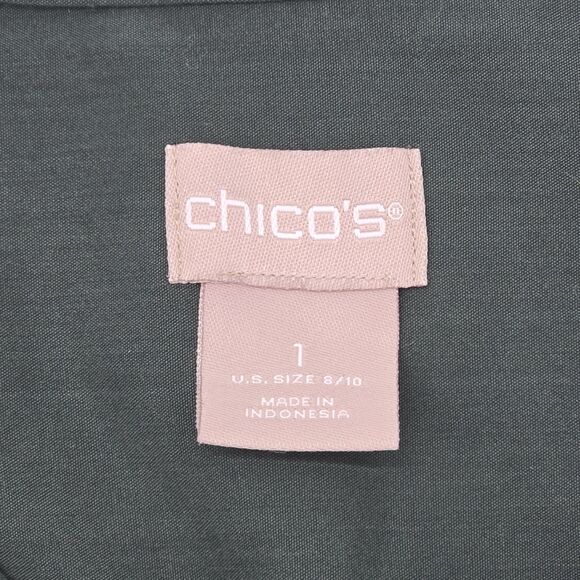 chico's®
1
U.S. SIZE 8/10
MADE IN
INDONESIA